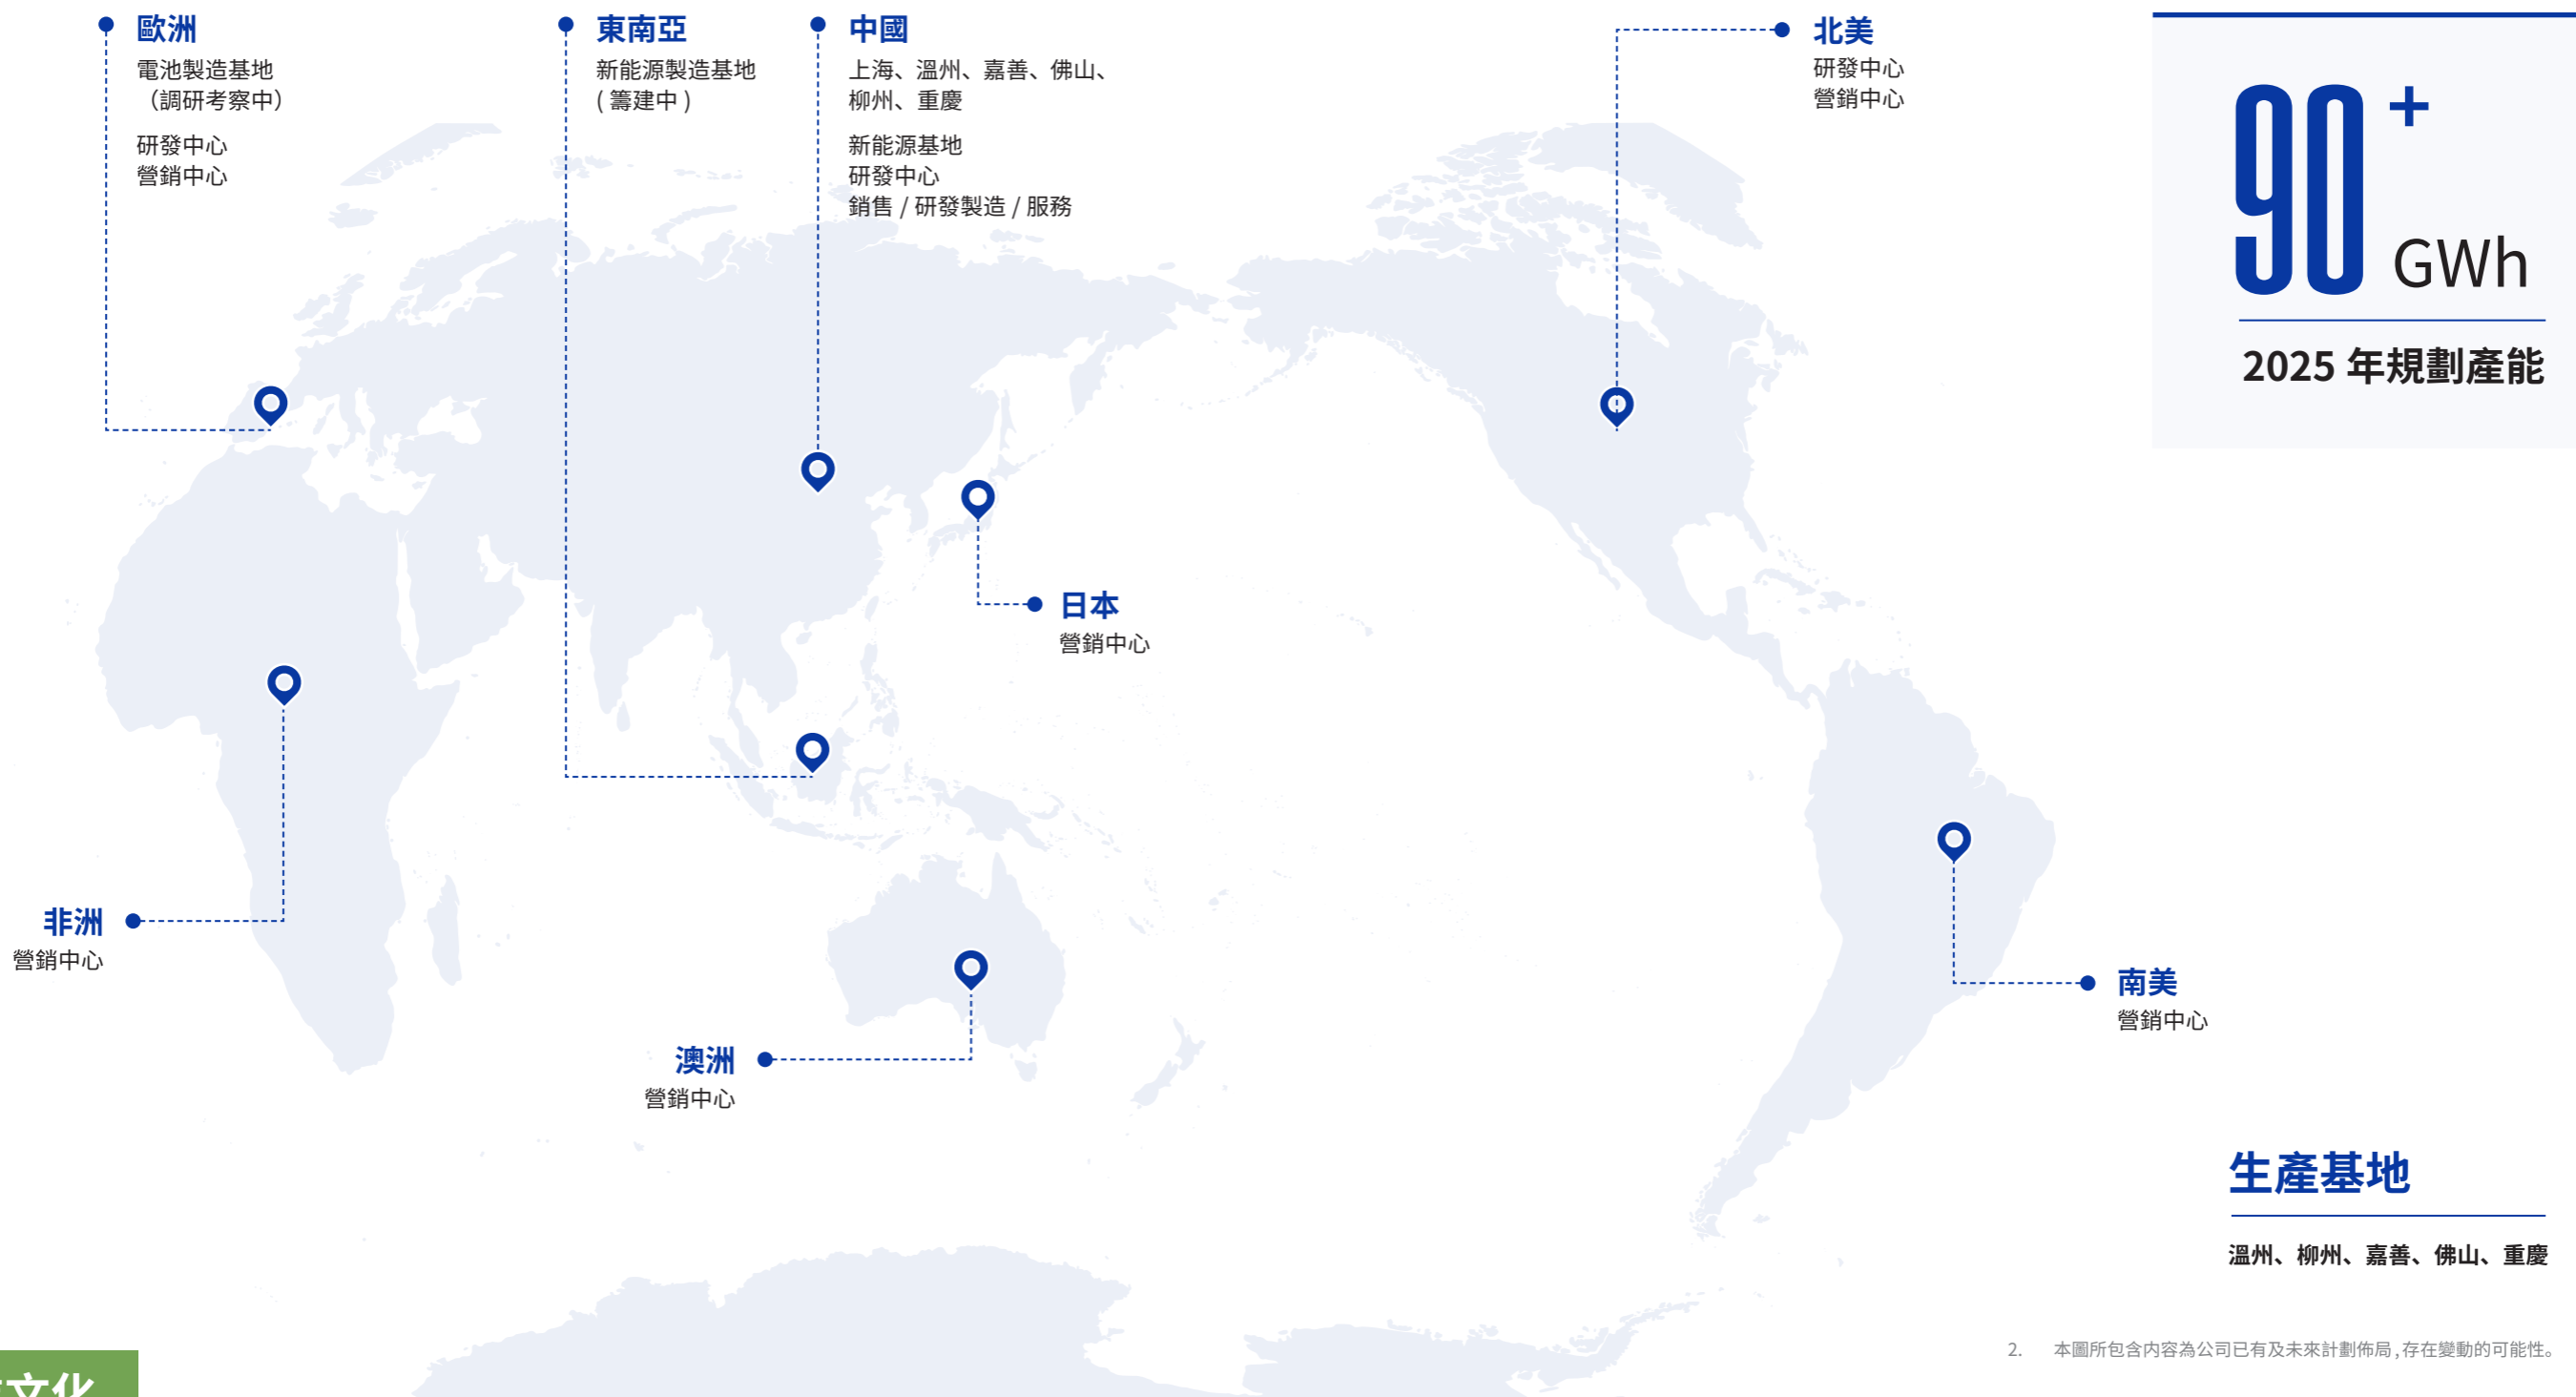 歐洲
電池製造基地
（調研考察中）
研發中心
營銷中心
東南亞
新能源製造基地
( 籌建中 )
中國
上海、溫州、嘉善、佛山、
柳州、重慶
新能源基地
研發中心
銷售 / 研發製造 / 服務
北美
研發中心
營銷中心
90+
GWh
2025 年規劃產能
日本
營銷中心
非洲
營銷中心
澳洲
營銷中心
南美
營銷中心
生產基地
溫州、柳州、嘉善、佛山、重慶
2. 本圖所包含内容為公司已有及未來計劃佈局,存在變動的可能性。
文化